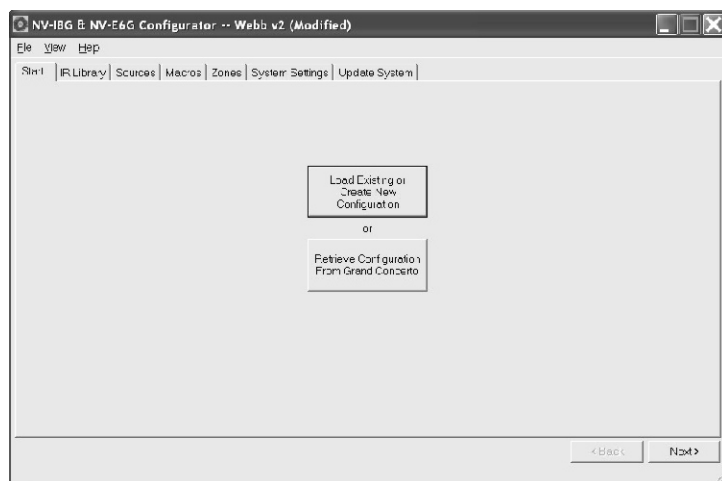 NV-I8G & NV-E6G Configurator -- Webb v2 (Modified)
File View Help
Start IR Library Sources Macros Zones System Settings Update System
Load Existing or
Create New
Configuration
or
Retrieve Configuration
From Grand Concerto
< Back Next >